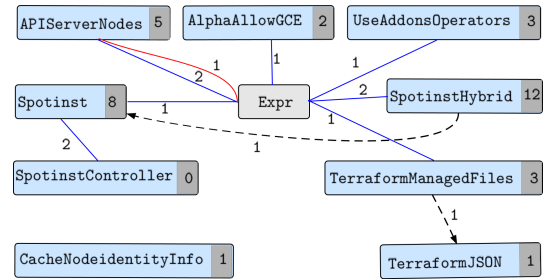 APIServerNodes 5
AlphaAllowGCE 2
UseAddonsOperators 3
1
2
1
1
Spotinst 8
1
Expr
1
2
SpotinstHybrid 12
2
1
SpotinstController 0
TerraformManagedFiles 3
1
CacheNodeidentityInfo 1
TerraformJSON 1